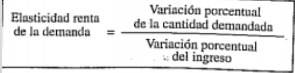 Elasticidad renta
de la demanda
=
Variación porcentual
de la cantidad demandada
Variación porcentual
del ingreso